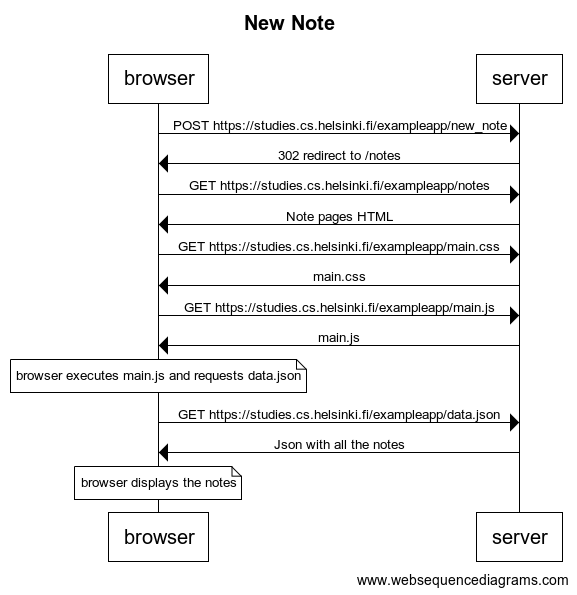 New Note
browser server
POST https://studies.cs.helsinki.fi/exampleapp/new_note
302 redirect to /notes
GET https://studies.cs.helsinki.fi/exampleapp/notes
Note pages HTML
GET https://studies.cs.helsinki.fi/exampleapp/main.css
main.css
GET https://studies.cs.helsinki.fi/exampleapp/main.js
main.js
browser executes main.js and requests data.json
GET https://studies.cs.helsinki.fi/exampleapp/data.json
Json with all the notes
browser displays the notes
browser server
www.websequencediagrams.com